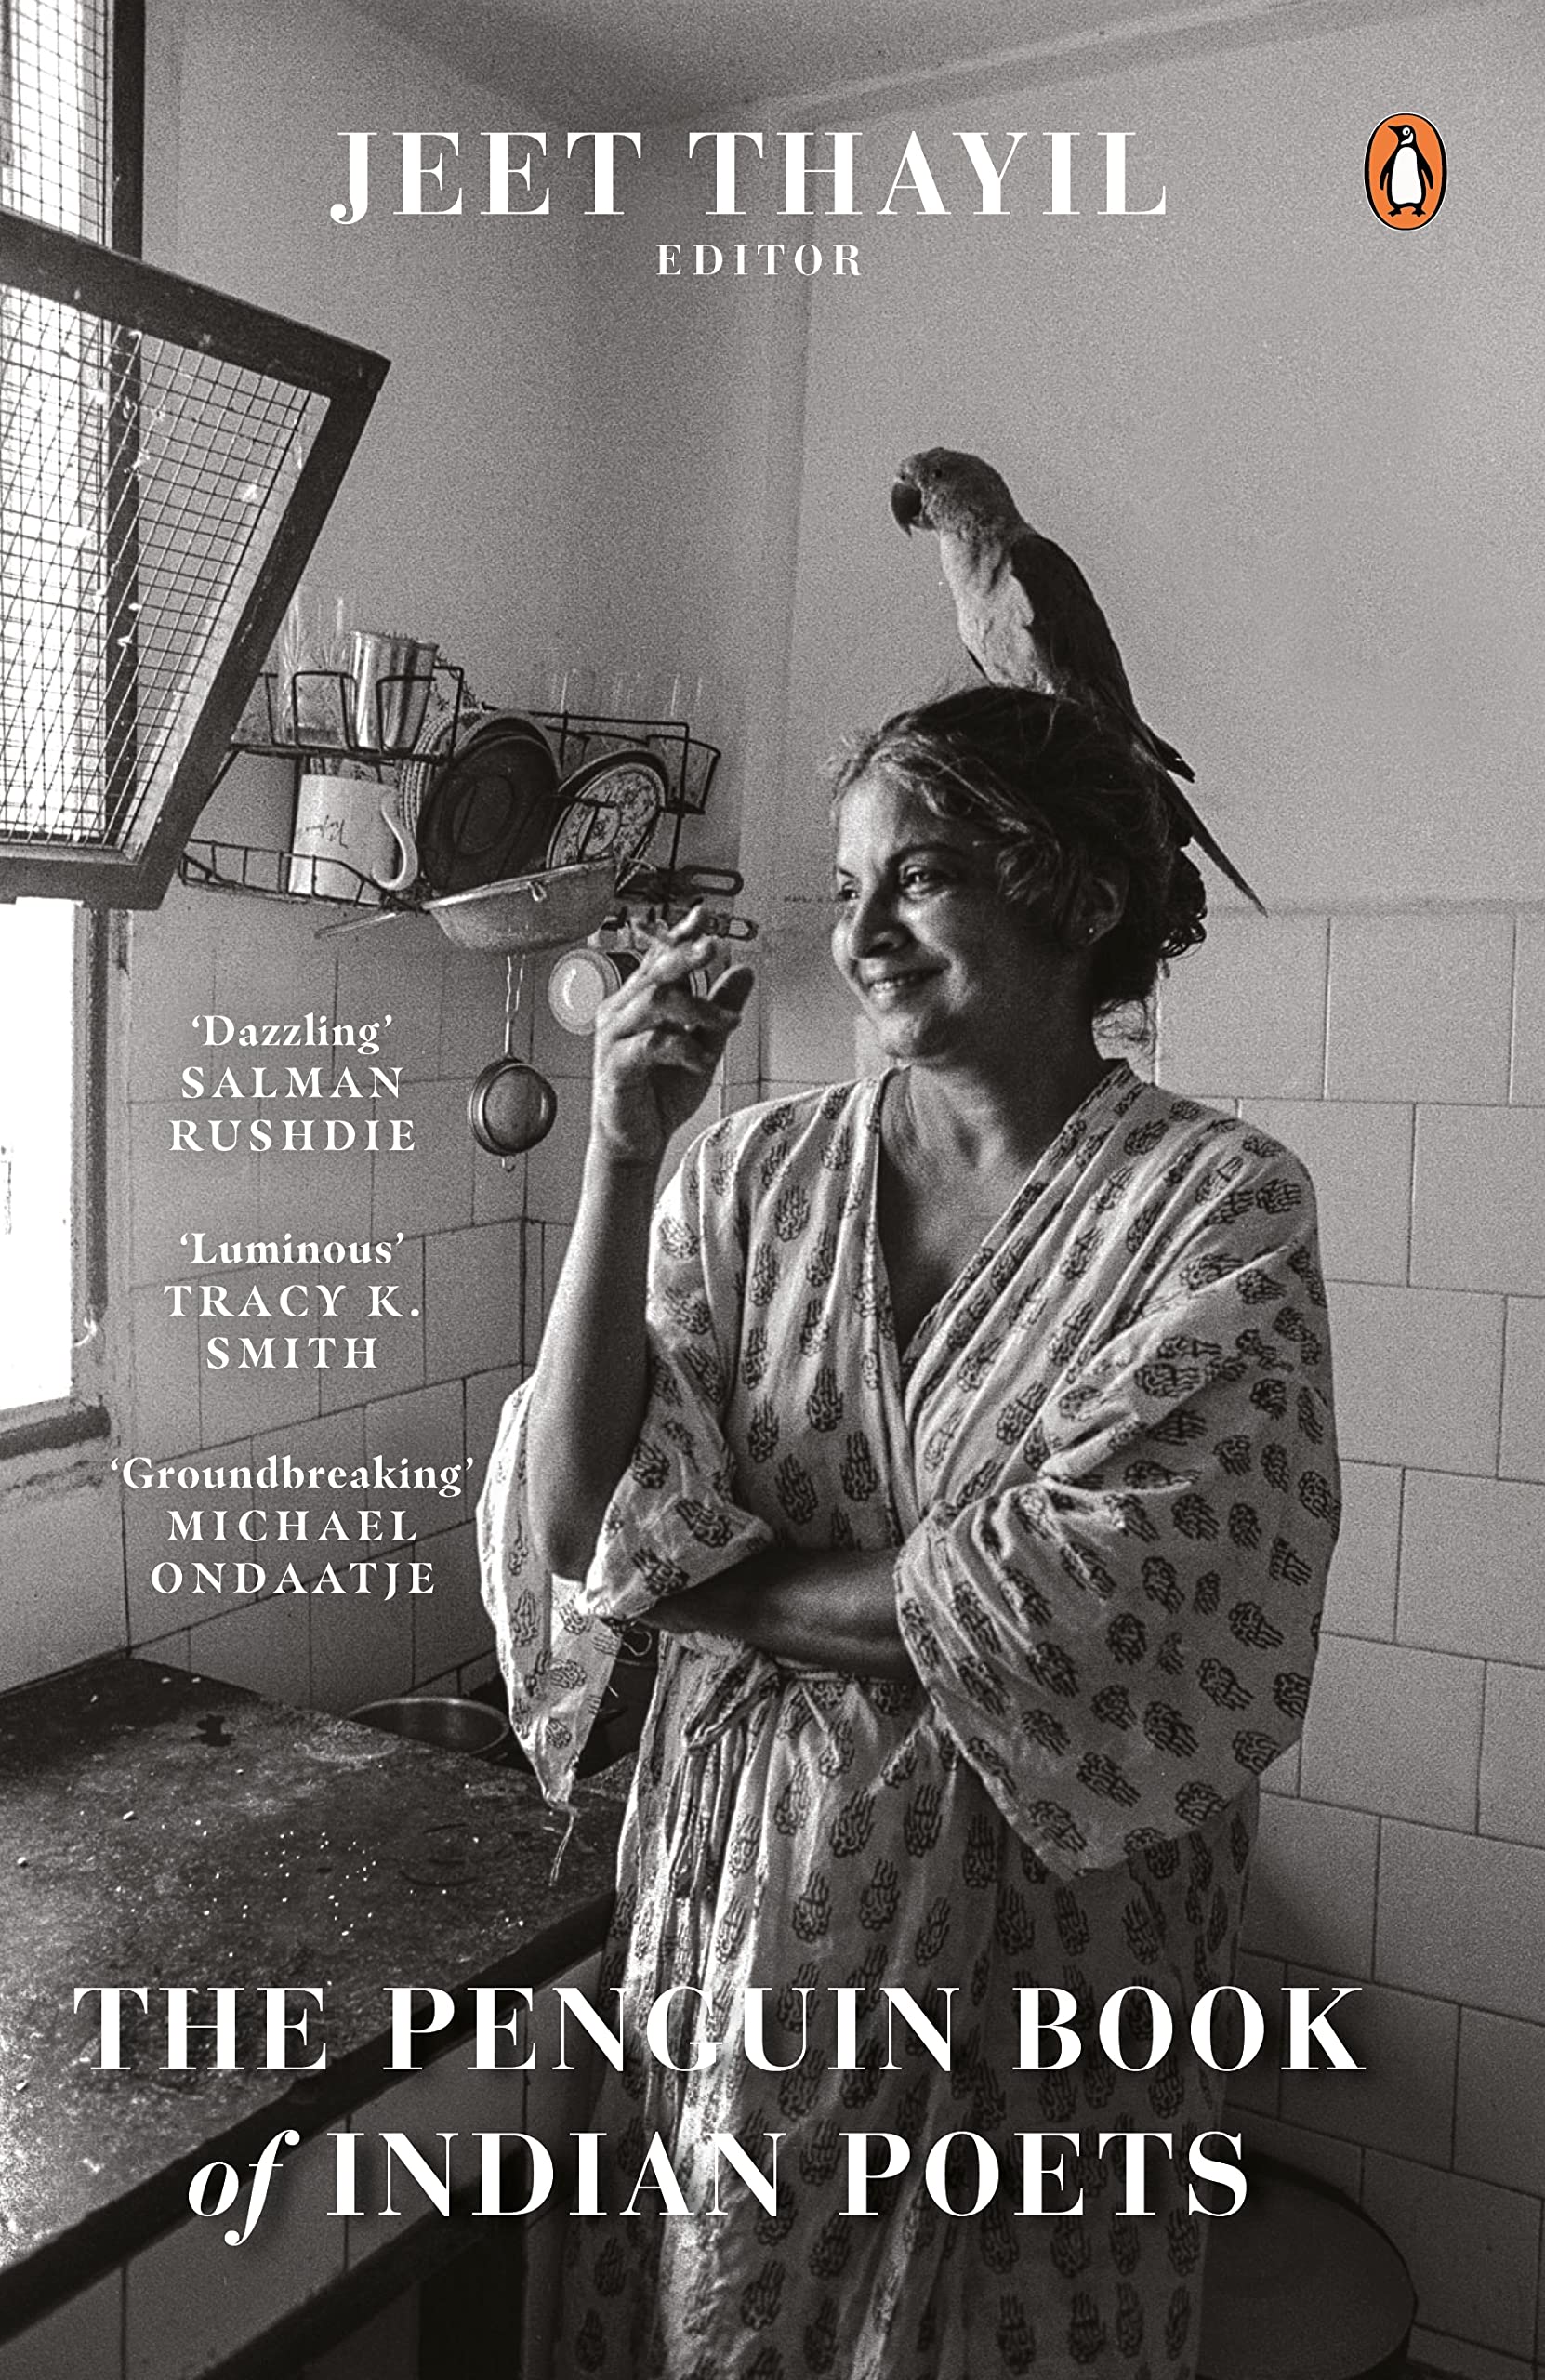 JEET THAYIL
EDITOR
‘Dazzling’
SALMAN
RUSHDIE
‘Luminous’
TRACY K.
SMITH
‘Groundbreaking’
MICHAEL
ONDAATJE
THE PENGUIN BOOK
of INDIAN POETS